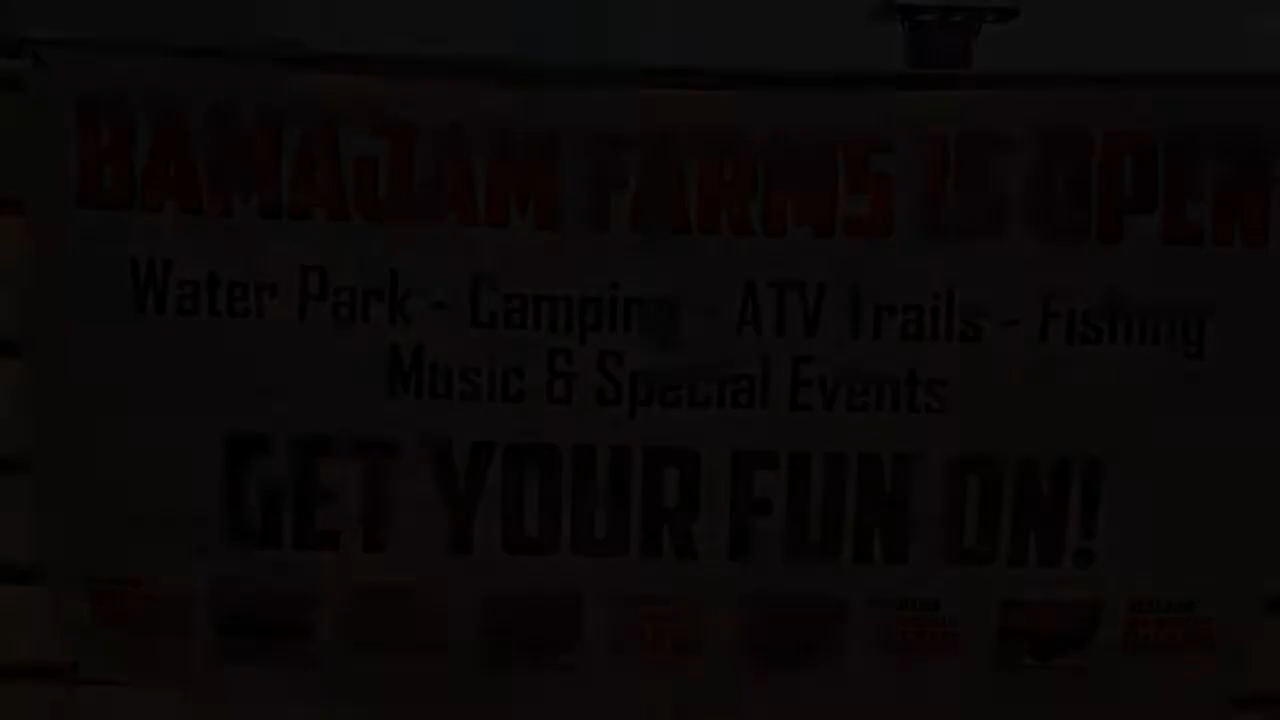 BAMAJAM FARMS IS OPEN
Water Park - Camping - ATV Trails - Fishing
Music & Special Events
GET YOUR FUN ON!